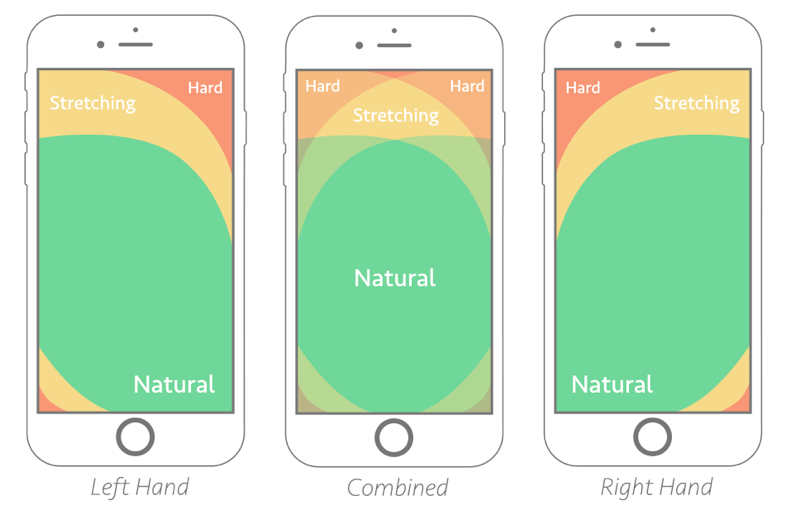 Stretching
Hard
Natural
Left Hand
Hard
Hard
Stretching
Natural
Combined
Hard
Stretching
Natural
Right Hand